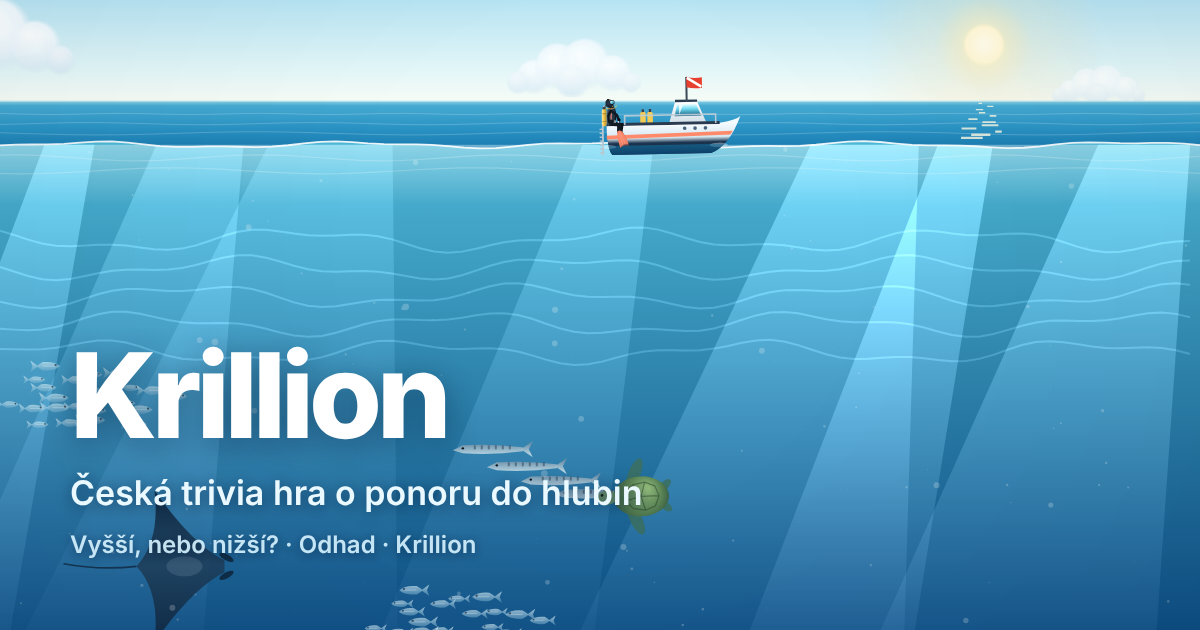 Krillion
Česká trivia hra o ponoru do hlubin
Vyšší, nebo nižší? · Odhad · Krillion